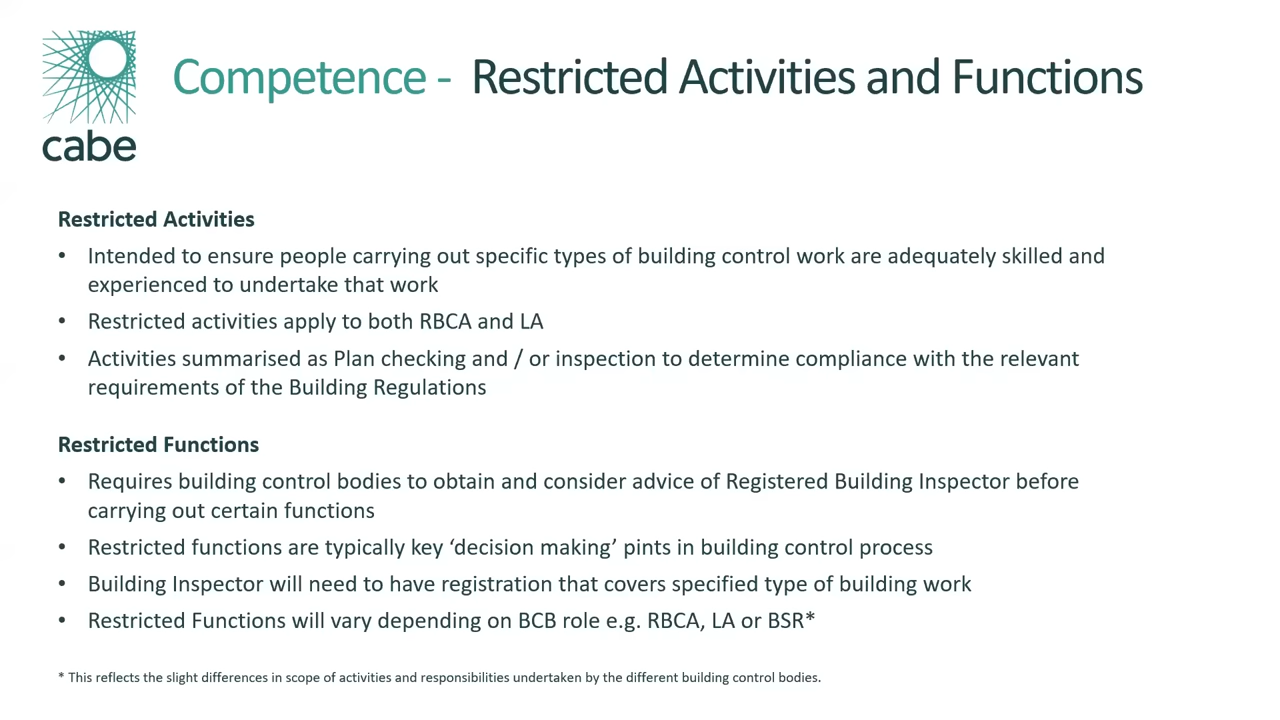 cabe
Competence - Restricted Activities and Functions
Restricted Activities
• Intended to ensure people carrying out specific types of building control work are adequately skilled and
experienced to undertake that work
• Restricted activities apply to both RBCA and LA
• Activities summarised as Plan checking and / or inspection to determine compliance with the relevant
requirements of the Building Regulations
Restricted Functions
• Requires building control bodies to obtain and consider advice of Registered Building Inspector before
carrying out certain functions
• Restricted functions are typically key ‘decision making’ pints in building control process
• Building Inspector will need to have registration that covers specified type of building work
• Restricted Functions will vary depending on BCB role e.g. RBCA, LA or BSR*
* This reflects the slight differences in scope of activities and responsibilities undertaken by the different building control bodies.